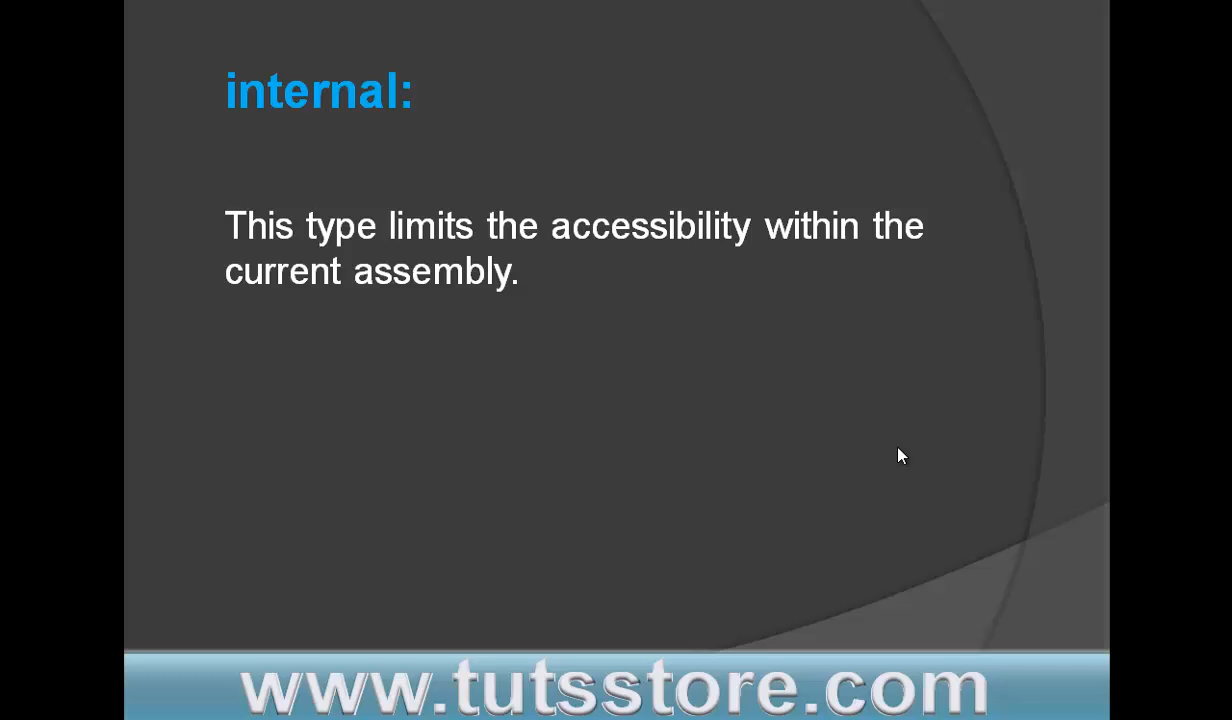 internal:
This type limits the accessibility within the
current assembly.
www.tutsstore.com